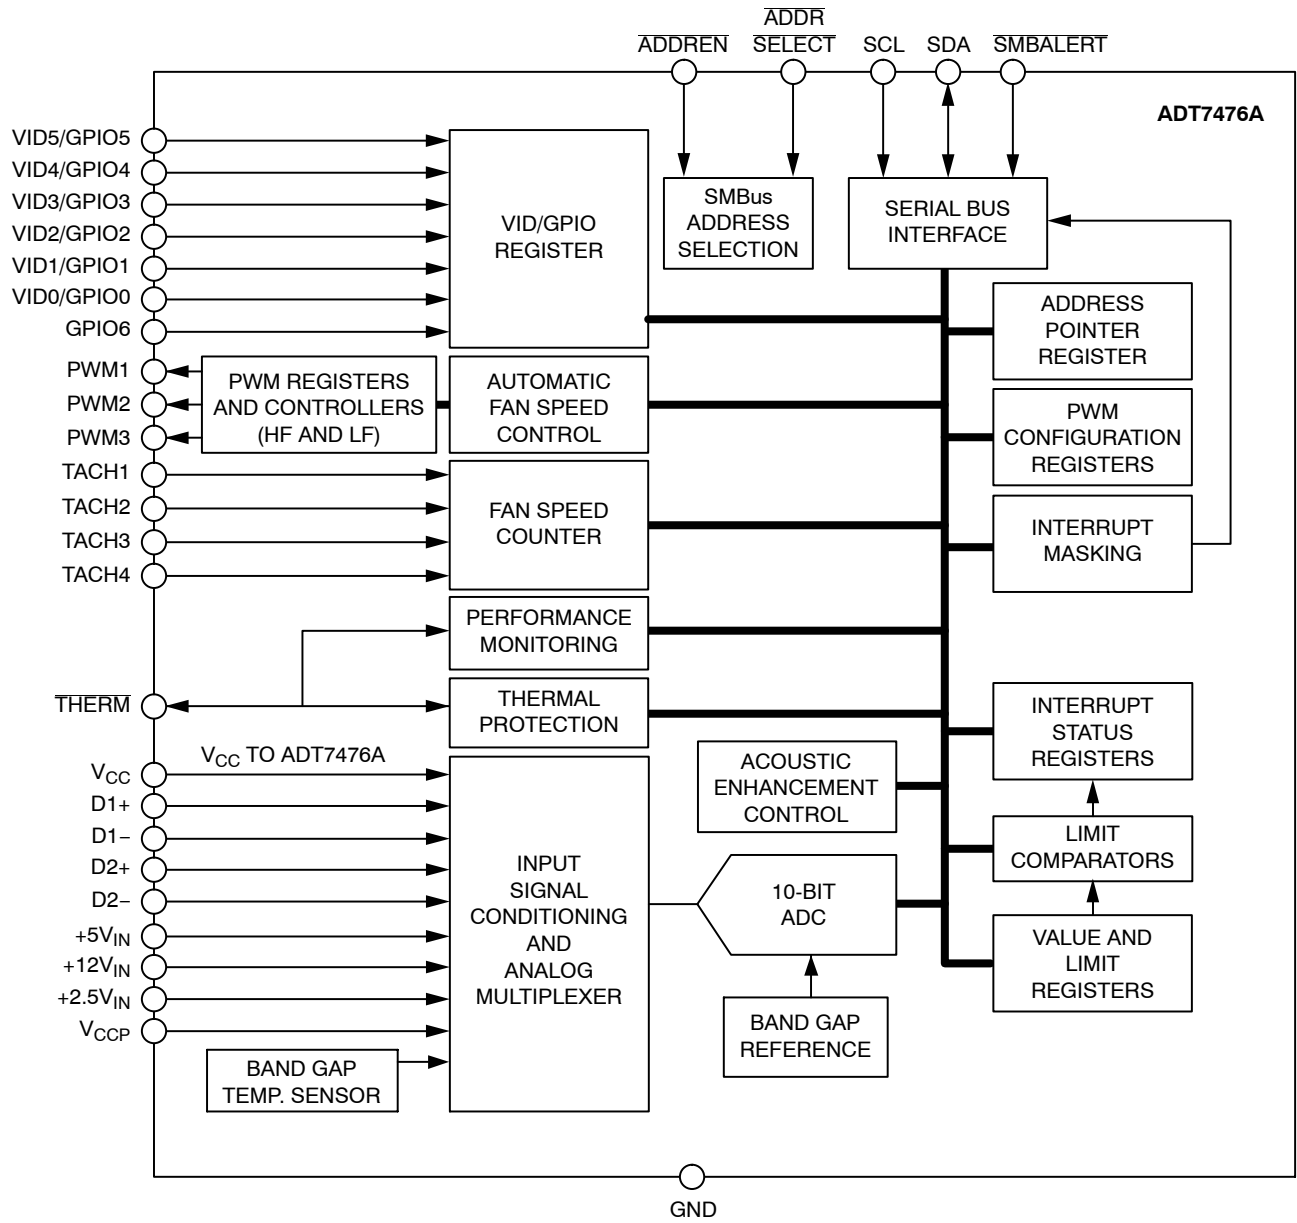 ADDR
ADDREN SELECT SCL SDA SMBALERT
ADT7476A
VID5/GPIO5
VID4/GPIO4
VID3/GPIO3
VID2/GPIO2
VID1/GPIO1
VID0/GPIO0
GPIO6
PWM1
PWM2
PWM3
TACH1
TACH2
TACH3
TACH4
THERM
VCC
D1+
D1−
D2+
D2−
+5VIN
+12VIN
+2.5VIN
VCCP
VCC TO ADT7476A
VID/GPIO
REGISTER
SMBus
ADDRESS
SELECTION
SERIAL BUS
INTERFACE
ADDRESS
POINTER
REGISTER
PWM REGISTERS
AND CONTROLLERS
(HF AND LF)
AUTOMATIC
FAN SPEED
CONTROL
PWM
CONFIGURATION
REGISTERS
FAN SPEED
COUNTER
INTERRUPT
MASKING
PERFORMANCE
MONITORING
THERMAL
PROTECTION
INTERRUPT
STATUS
REGISTERS
ACOUSTIC
ENHANCEMENT
CONTROL
LIMIT
COMPARATORS
INPUT
SIGNAL
CONDITIONING
AND
ANALOG
MULTIPLEXER
10-BIT
ADC
VALUE AND
LIMIT
REGISTERS
BAND GAP
REFERENCE
BAND GAP
TEMP. SENSOR
GND